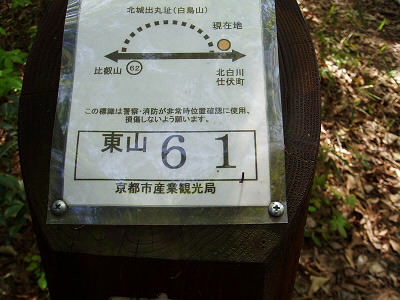 北城出丸址(白鳥山)
現在地
比叡山
62
北白川
仕伏町
この標識は警察・消防が非常時位置確認に使用、
損傷しないよう願います。
東山 61
京都市産業観光局